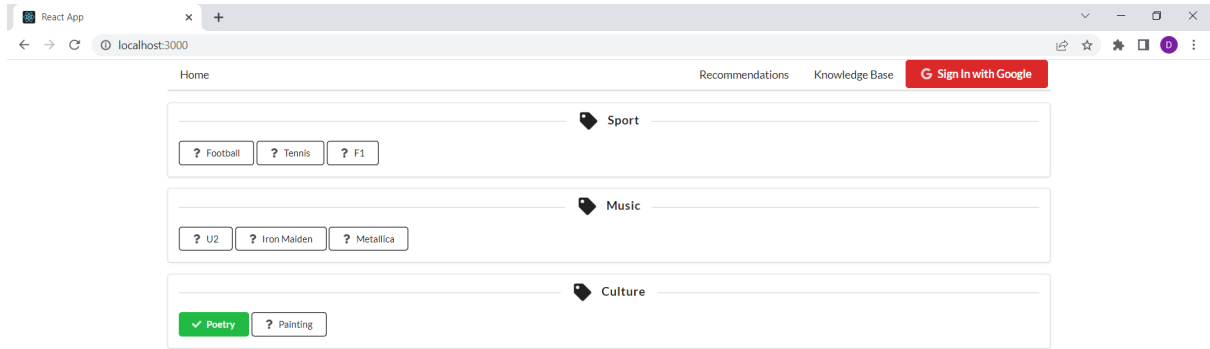 React App
localhost:3000
D
Home Recommendations Knowledge Base G Sign In with Google
Sport
? Football ? Tennis ? F1
Music
? U2 ? Iron Maiden ? Metallica
Culture
Poetry ? Painting